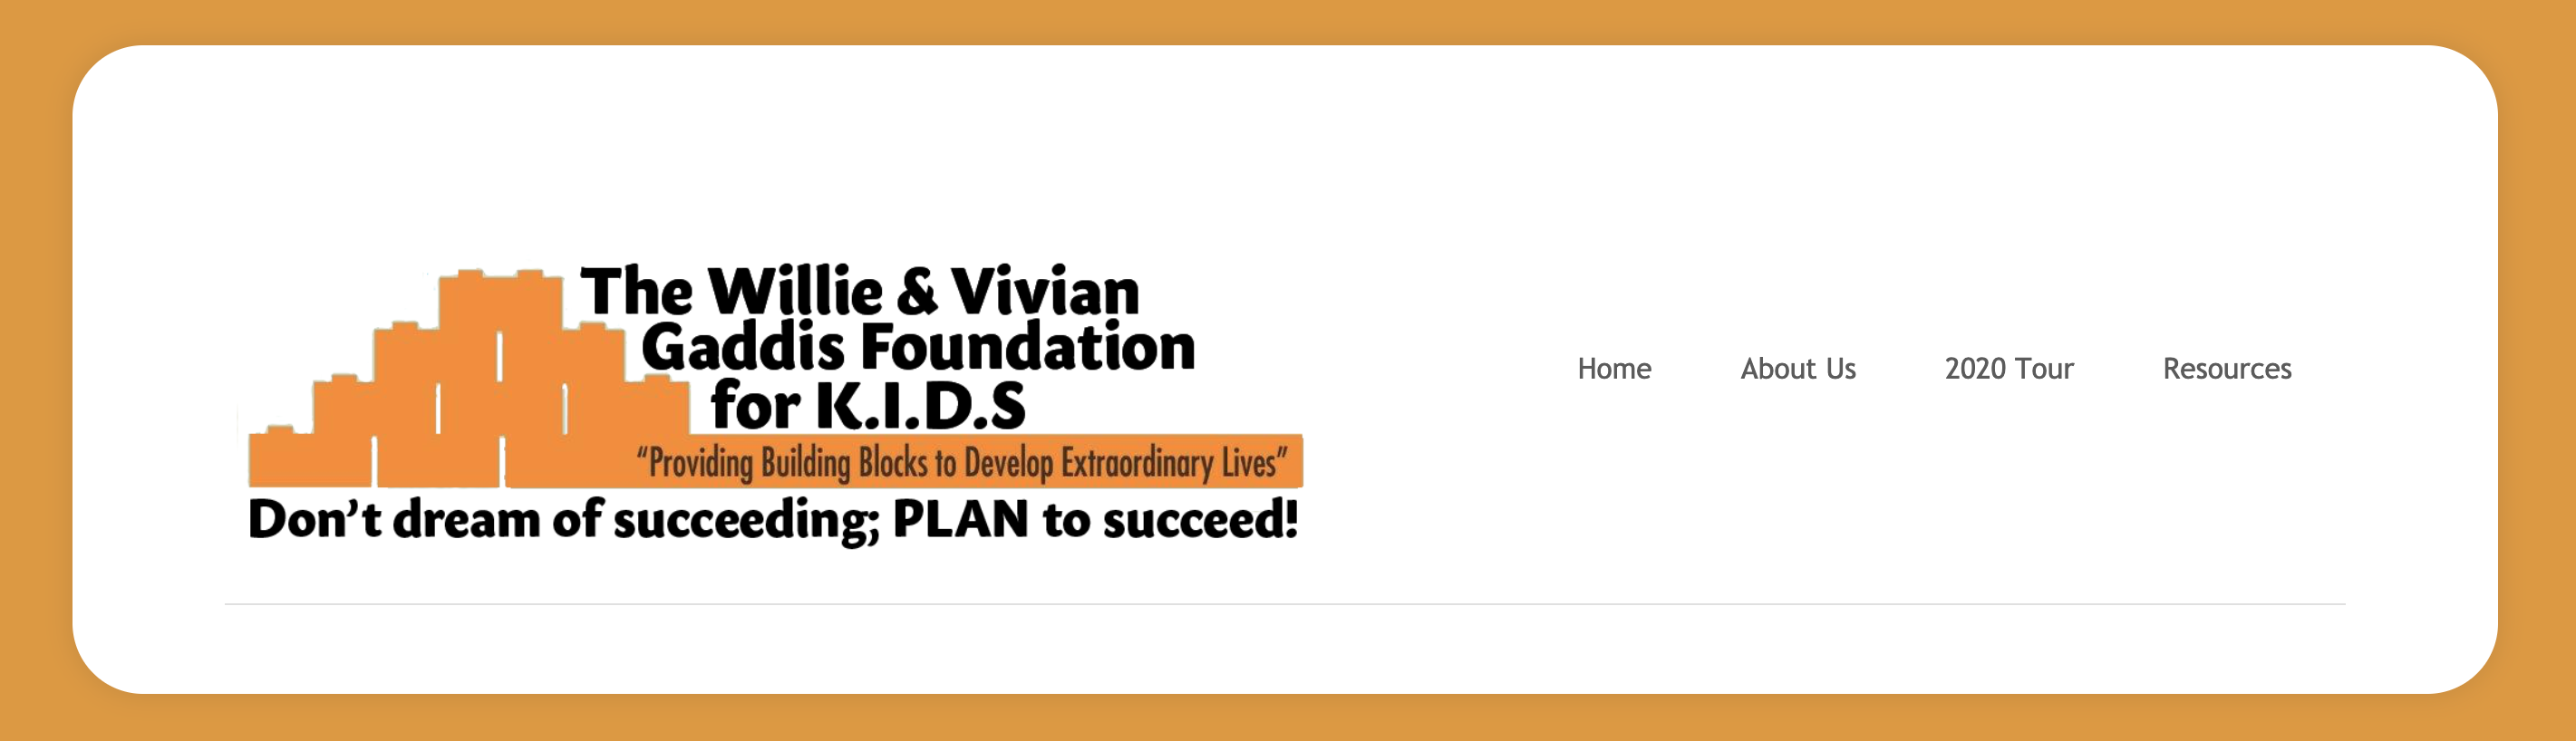 The Willie & Vivian
Gaddis Foundation
for K.I.D.S
“Providing Building Blocks to Develop Extraordinary Lives”
Don’t dream of succeeding; PLAN to succeed!
Home About Us 2020 Tour Resources